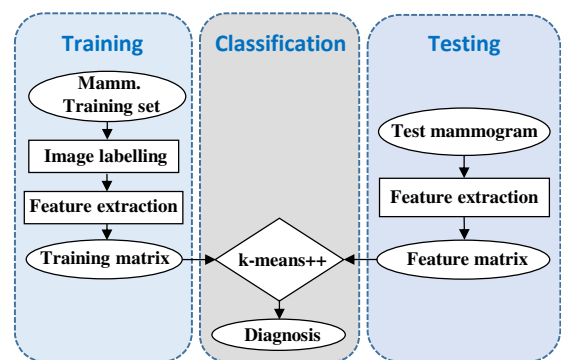 Training
Mamm.
Training set
Image labelling
Feature extraction
Training matrix
Classification
k-means++
Diagnosis
Testing
Test mammogram
Feature extraction
Feature matrix